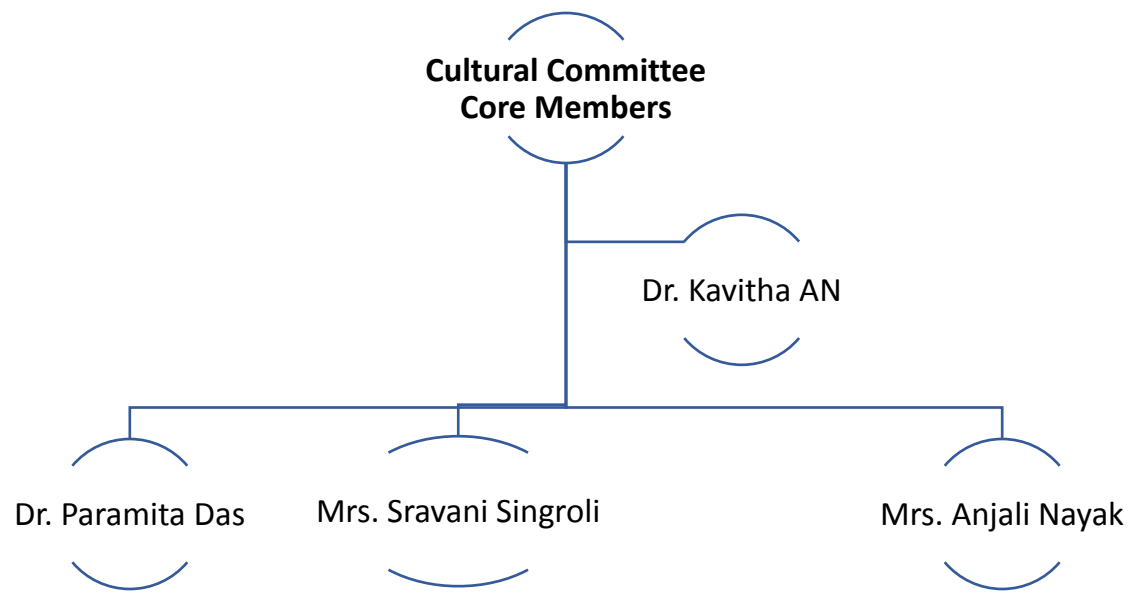 Cultural Committee
Core Members
Dr. Kavitha AN
Dr. Paramita Das
Mrs. Sravani Singroli
Mrs. Anjali Nayak